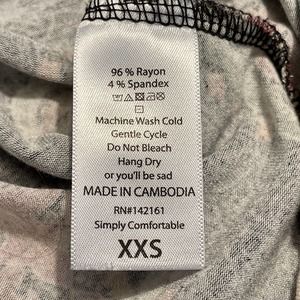 96 % Rayon
4 % Spandex
Machine Wash Cold
Gentle Cycle
Do Not Bleach
Hang Dry
or you'll be sad
MADE IN CAMBODIA
RN#142161
Simply Comfortable
XXS